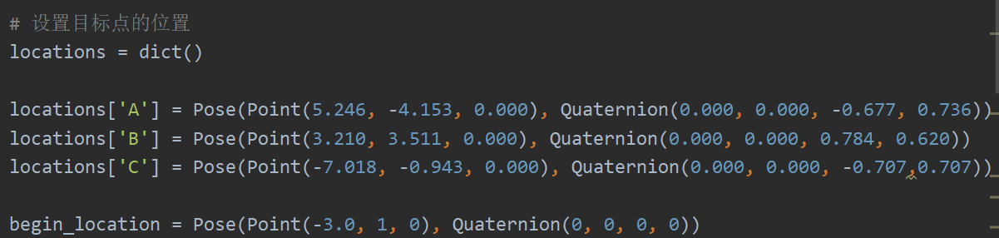 # 设置目标点的位置
locations = dict()
locations['A'] = Pose(Point(5.246, -4.153, 0.000), Quaternion(0.000, 0.000, -0.677, 0.736))
locations['B'] = Pose(Point(3.210, 3.511, 0.000), Quaternion(0.000, 0.000, 0.784, 0.620))
locations['C'] = Pose(Point(-7.018, -0.943, 0.000), Quaternion(0.000, 0.000, -0.707,0.707))
begin_location = Pose(Point(-3.0, 1, 0), Quaternion(0, 0, 0, 0))